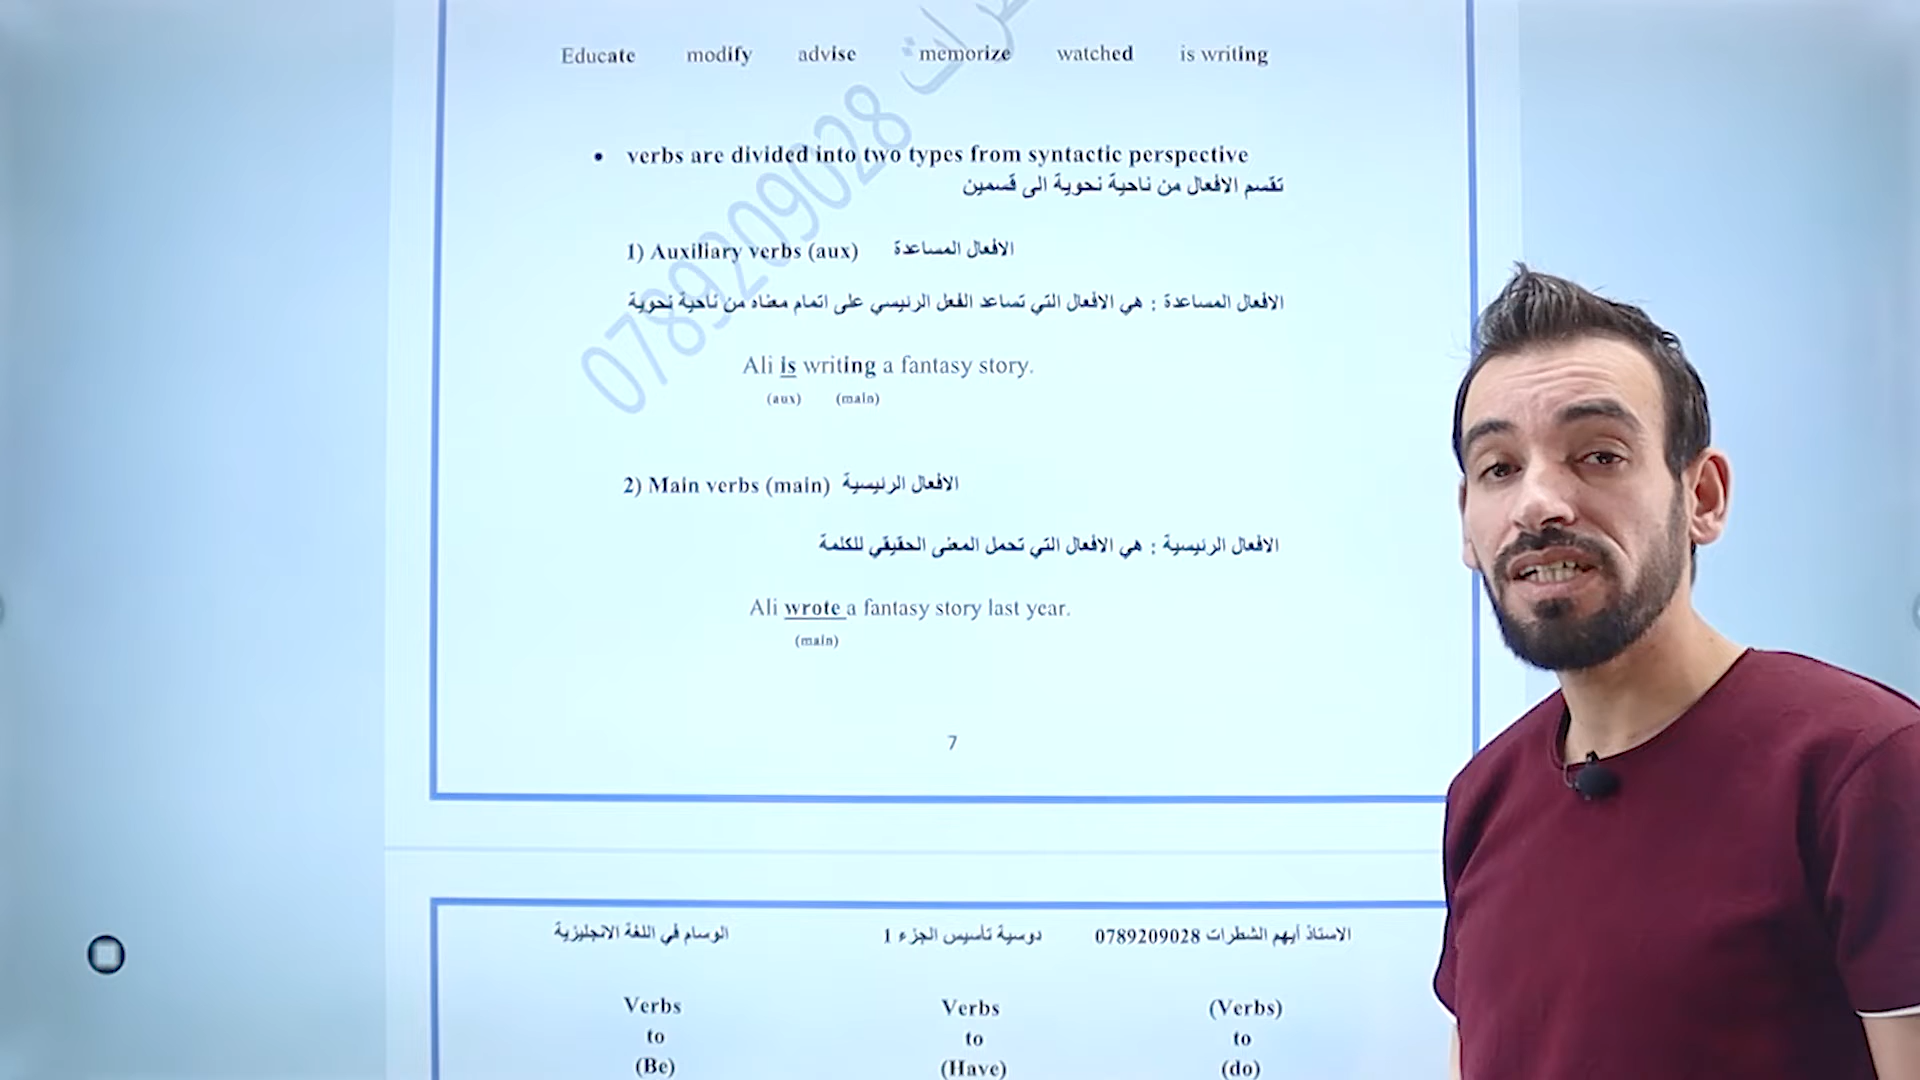 Educate modify advise memorize watched is writing
• verbs are divided into two types from syntactic perspective
تقسم الافعال من ناحية نحوية الى قسمين
1) Auxiliary verbs (aux) الافعال المساعدة
الافعال المساعدة : هي الافعال التي تساعد الفعل الرئيسي على اتمام معناه من ناحية نحوية
Ali is writing a fantasy story.
(aux) (main)
2) Main verbs (main) الافعال الرئيسية
الافعال الرئيسية : هي الافعال التي تحمل المعنى الحقيقي للكلمة
Ali wrote a fantasy story last year.
(main)
7
0789209028
الاستاذ أيهم الشطرات 0789209028 دوسية تأسيس الجزء 1 الوسام في اللغة الانجليزية
Verbs Verbs (Verbs)
to to to
(Be) (Have) (do)